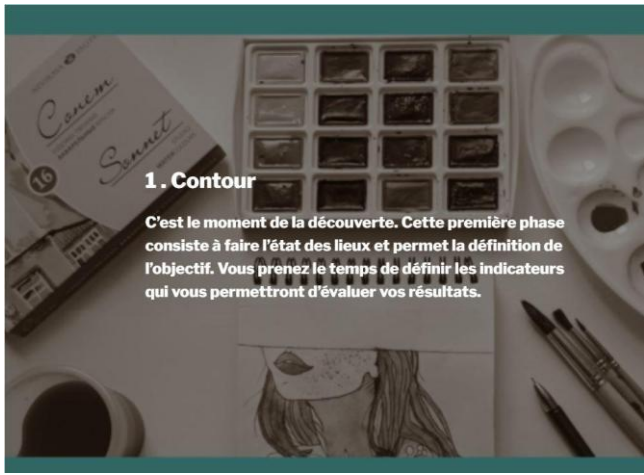 Сонет
Sonnet
16
1. Contour
C'est le moment de la découverte. Cette première phase
consiste à faire l'état des lieux et permet la définition de
l'objectif. Vous prenez le temps de définir les indicateurs
qui vous permettront d'évaluer vos résultats.